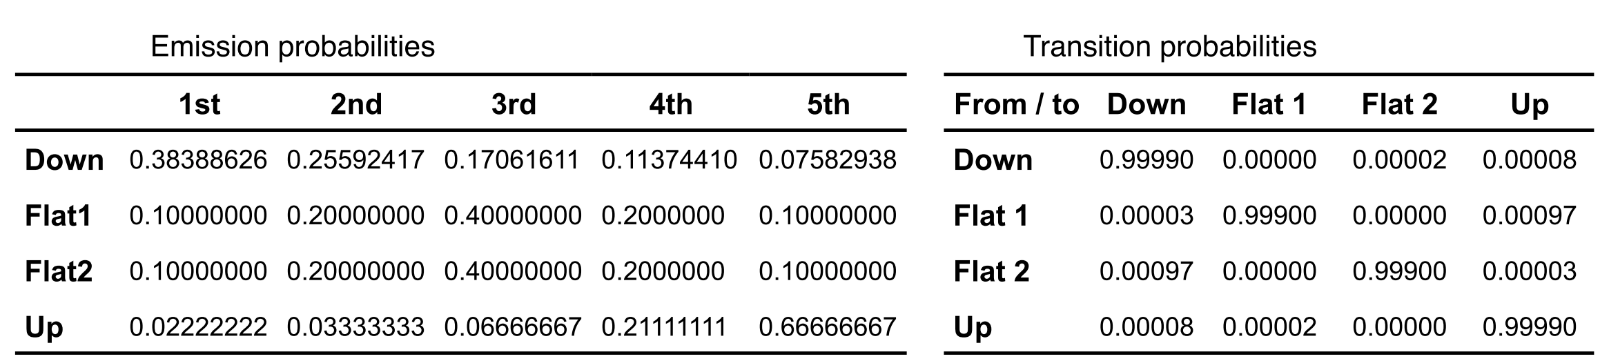 Emission probabilities
1st 2nd 3rd 4th 5th
Down 0.38388626 0.25592417 0.17061611 0.11374410 0.07582938
Flat1 0.10000000 0.20000000 0.40000000 0.2000000 0.10000000
Flat2 0.10000000 0.20000000 0.40000000 0.2000000 0.10000000
Up 0.02222222 0.03333333 0.06666667 0.21111111 0.66666667
Transition probabilities
From / to Down Flat 1 Flat 2 Up
Down 0.99990 0.00000 0.00002 0.00008
Flat 1 0.00003 0.99900 0.00000 0.00097
Flat 2 0.00097 0.00000 0.99900 0.00003
Up 0.00008 0.00002 0.00000 0.99990